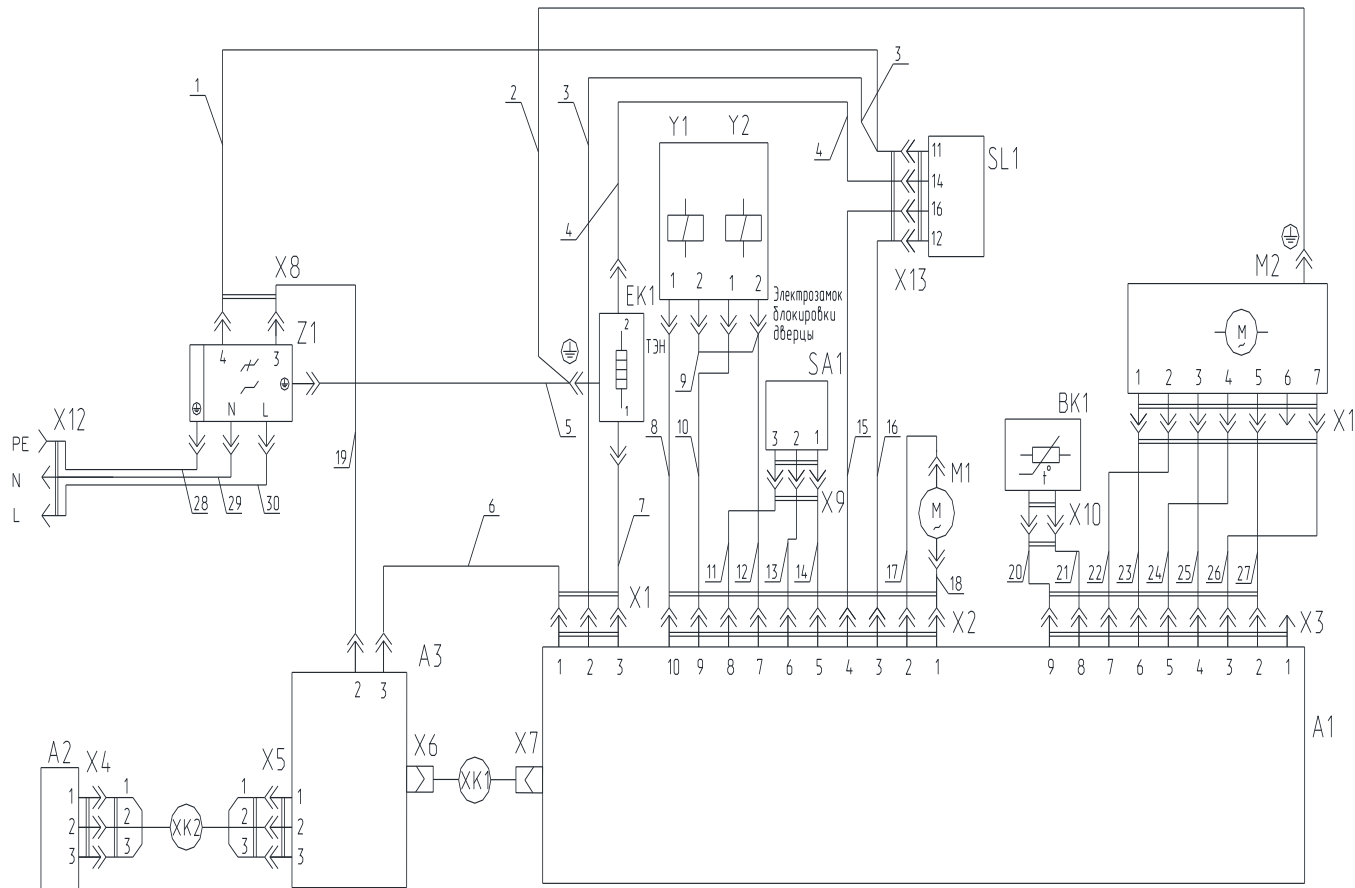 1
2
3
3
4
4
Y1 Y2
1 2 1 2
Электрозамок
блокировки
дверцы
11
14
16
12
SL1
X13
M2
M
~
1 2 3 4 5 6 7
X1
X8
4 3
Z1
N L
X12
PE
N
L
28 29 30
19
5
EK1
2
ТЭН
1
SA1
3 2 1
X9
9
8 10
15 16
M1
M
~
BK1
t°
X10
6
7
11 12 13 14
17
18
20 21 22 23 24 25 26 27
X1
X2
X3
1 2 3
10 9 8 7 6 5 4 3 2 1
9 8 7 6 5 4 3 2 1
A3
2 3
A1
A2
X4
1
2
3
1
2
3
XK2
X5
1
2
3
1
2
3
X6
XK1
X7